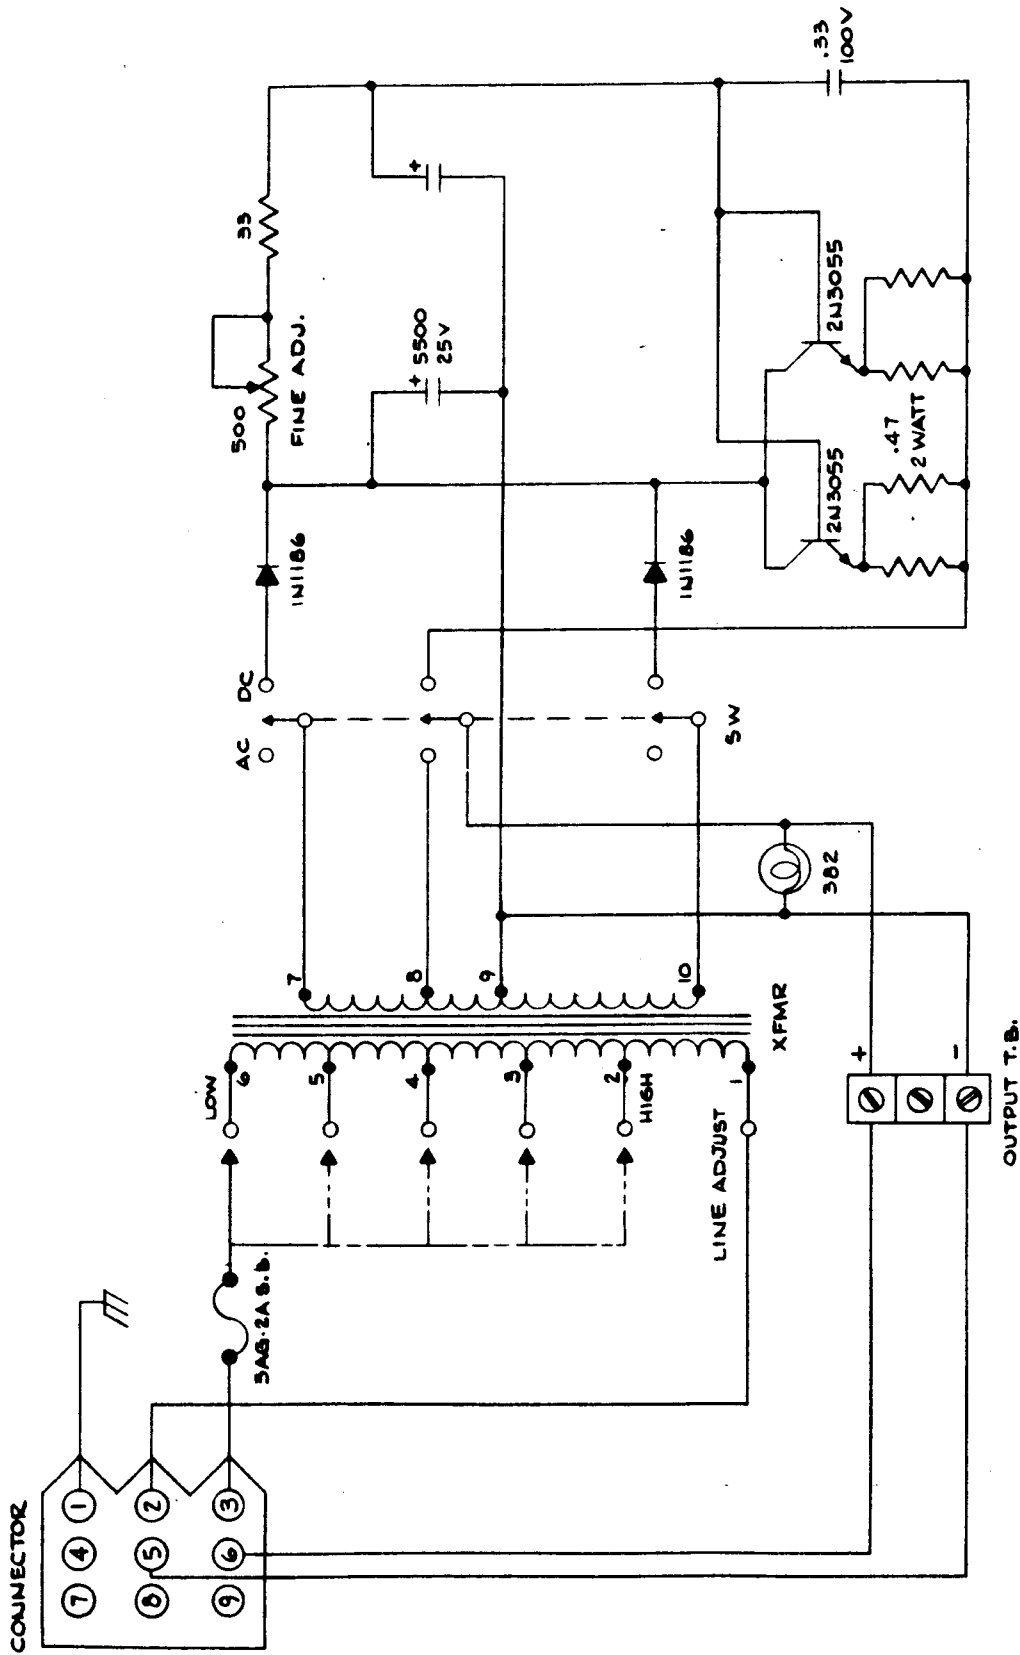 CONNECTOR
1
2
3
4
5
6
7
8
9
3AG-2A S.B.
LOW
6
5
4
3
2
HIGH
1
LINE ADJUST
XFMR
7
8
9
10
AC
DC
SW
1N1186
1N1186
500
FINE ADJ.
33
+
5500
25V
+
2N3055
2N3055
.47
2 WATT
.33
100V
382
+
-
OUTPUT T.B.